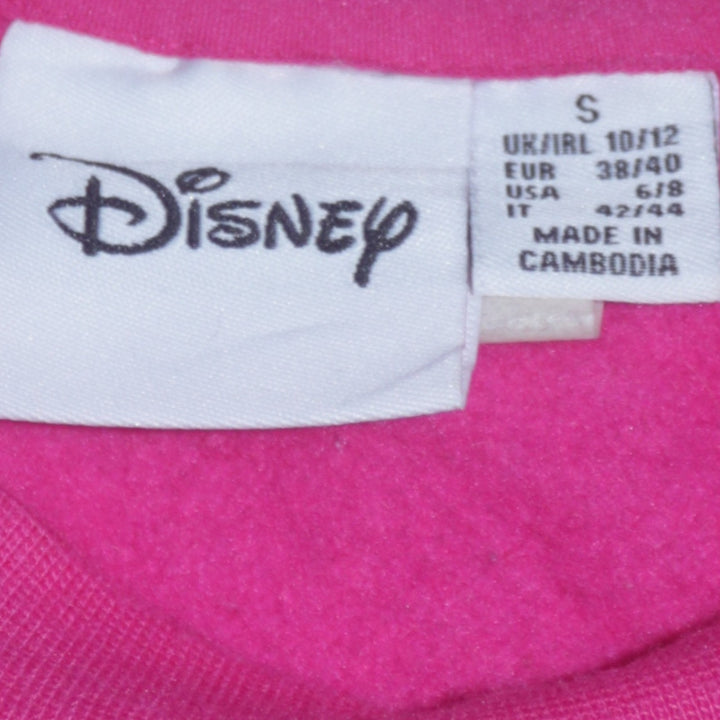 Disney
S
UK/IRL 10/12
EUR 38/40
USA 6/8
IT 42/44
MADE IN
CAMBODIA